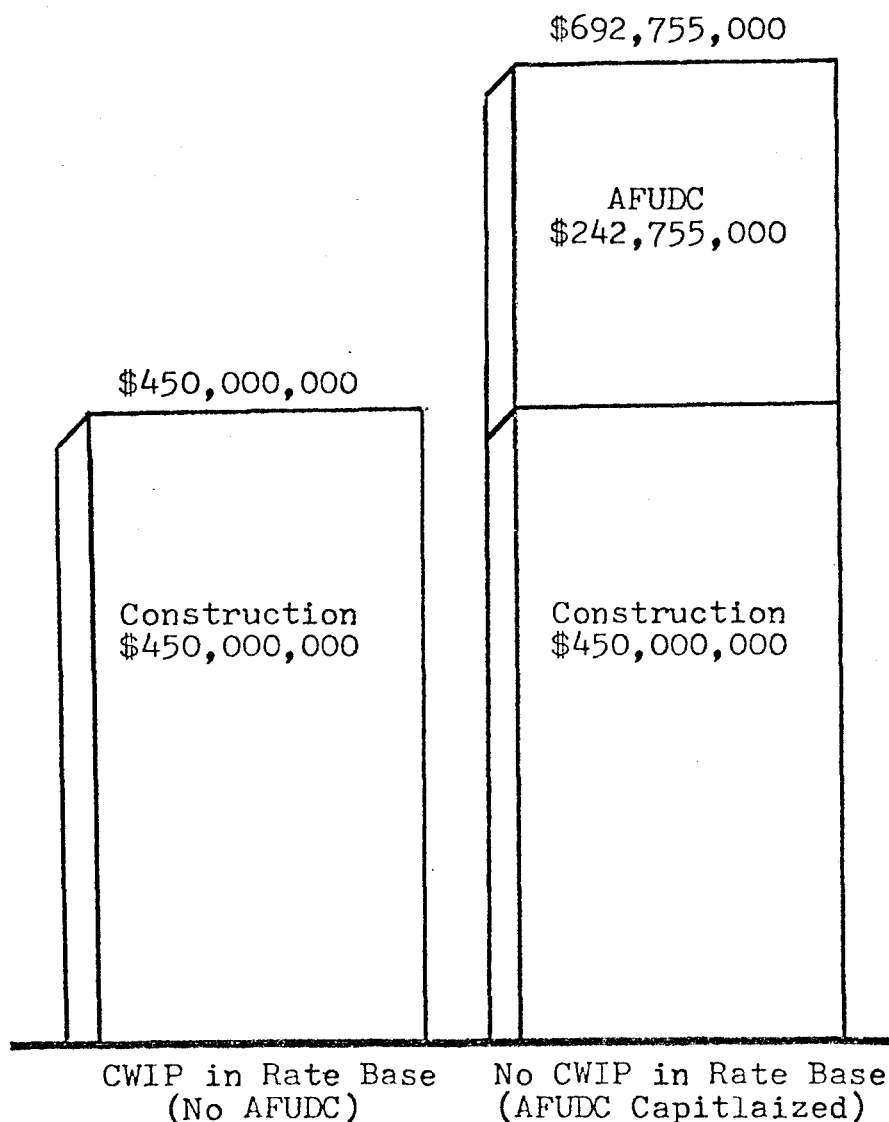 $692,755,000
AFUDC
$242,755,000
$450,000,000
Construction
$450,000,000
Construction
$450,000,000
CWIP in Rate Base
(No AFUDC)
No CWIP in Rate Base
(AFUDC Capitlaized)